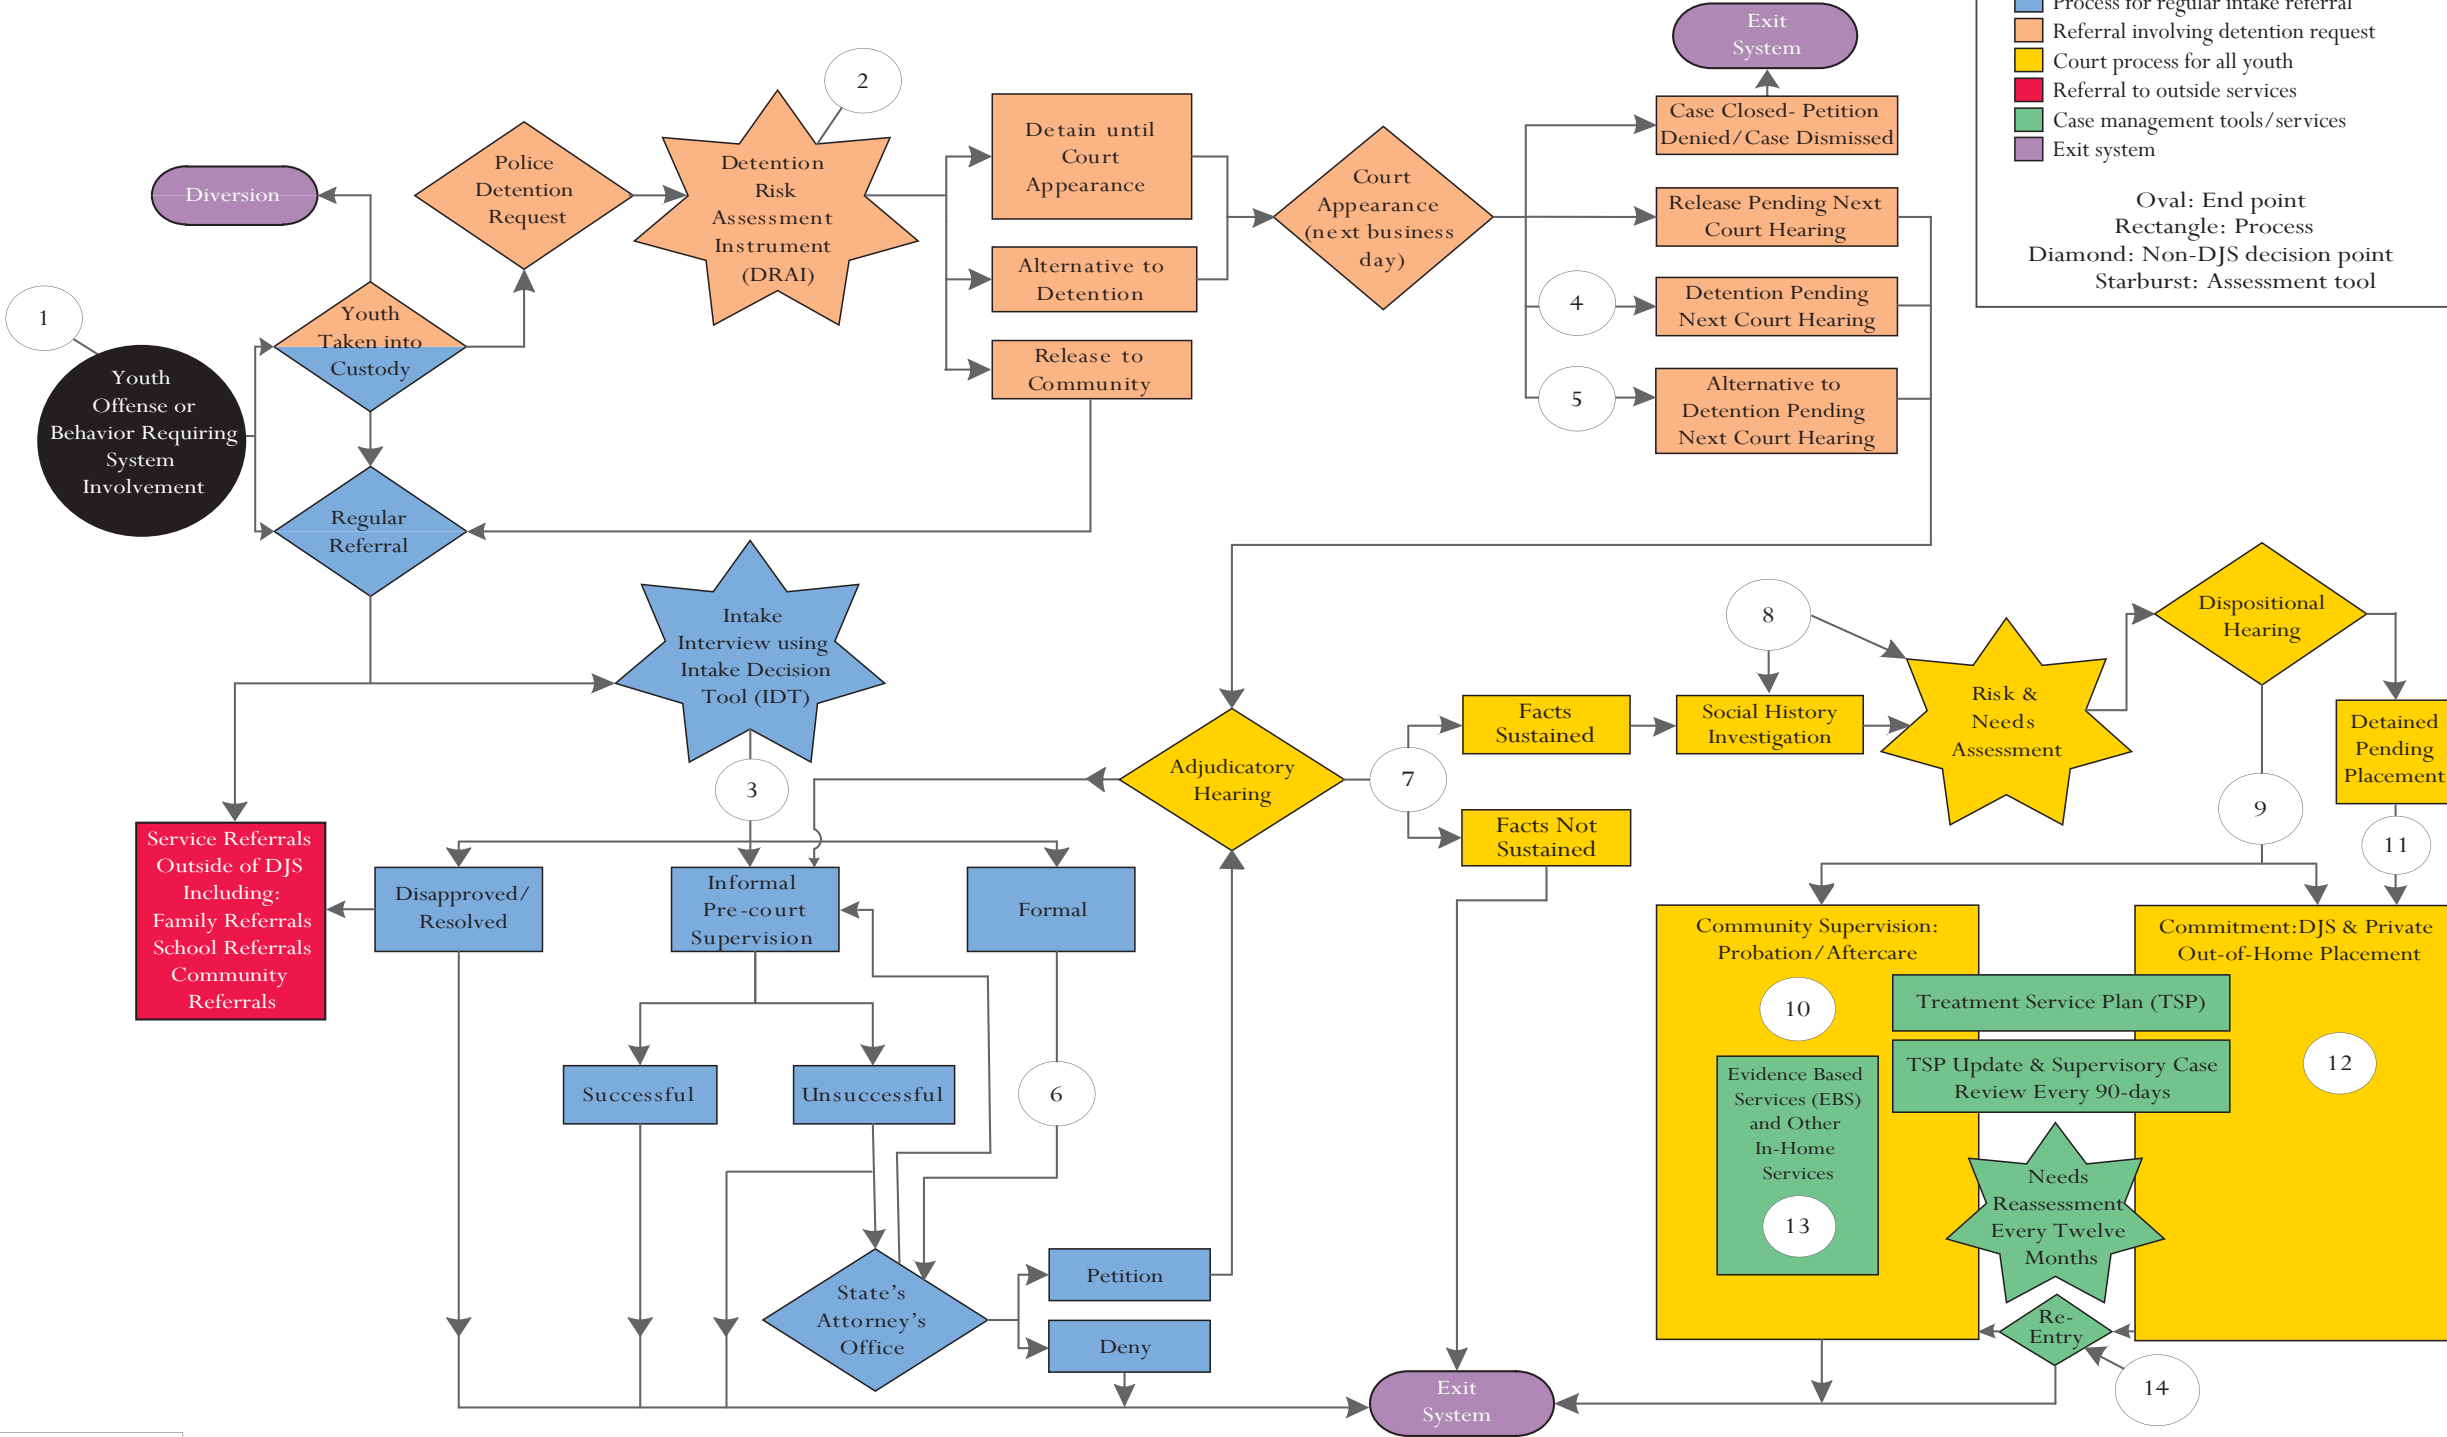 Process for regular intake referral
Referral involving detention request
Court process for all youth
Referral to outside services
Case management tools/services
Exit system
Oval: End point
Rectangle: Process
Diamond: Non-DJS decision point
Starburst: Assessment tool
Exit
System
2
Case Closed- Petition
Denied/Case Dismissed
Detain until
Court
Appearance
Police
Detention
Request
Detention
Risk
Assessment
Instrument
(DRAI)
Diversion
Court
Appearance
(next business
day)
Release Pending Next
Court Hearing
Alternative to
Detention
4
Detention Pending
Next Court Hearing
1
Youth
Taken into
Custody
Release to
Community
5
Alternative to
Detention Pending
Next Court Hearing
Youth
Offense or
Behavior Requiring
System
Involvement
Regular
Referral
Intake
Interview using
Intake Decision
Tool (IDT)
8
Dispositional
Hearing
Risk &
Needs
Assessment
Facts
Sustained
Social History
Investigation
Detained
Pending
Placement
3
Adjudicatory
Hearing
7
Facts Not
Sustained
9
11
Service Referrals
Outside of DJS
Including:
Family Referrals
School Referrals
Community
Referrals
Disapproved/
Resolved
Informal
Pre-court
Supervision
Formal
Community Supervision:
Probation/Aftercare
Commitment:DJS & Private
Out-of-Home Placement
10
Treatment Service Plan (TSP)
12
TSP Update & Supervisory Case
Review Every 90-days
Evidence Based
Services (EBS)
and Other
In-Home
Services
13
Successful
Unsuccessful
6
Needs
Reassessment
Every Twelve
Months
State's
Attorney's
Office
Petition
Deny
Re-
Entry
14
Exit
System